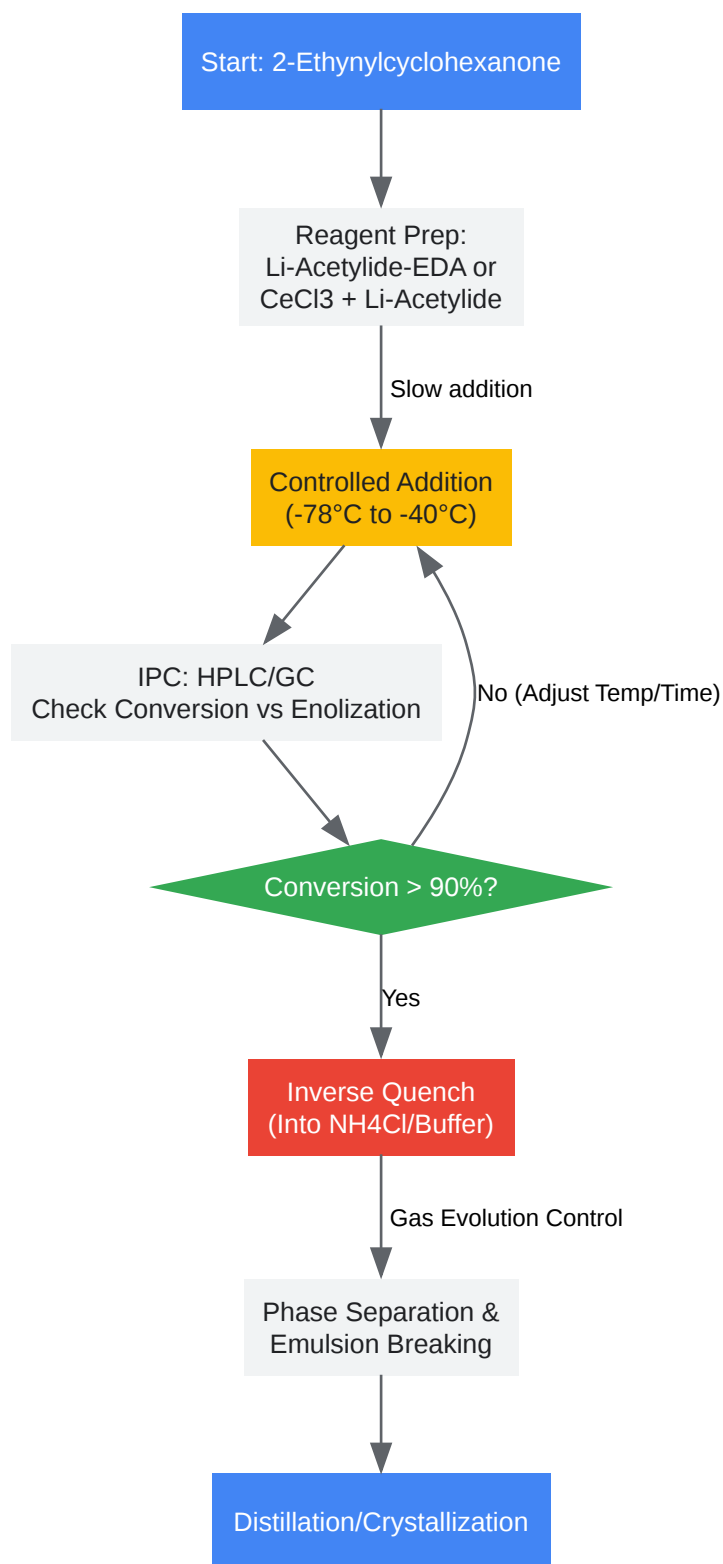 Start: 2-Ethynylcyclohexanone
Reagent Prep:
Li-Acetylide-EDA or
CeCl3 + Li-Acetylide
Slow addition
Controlled Addition
(-78°C to -40°C)
IPC: HPLC/GC
Check Conversion vs Enolization
No (Adjust Temp/Time)
Conversion > 90%?
Yes
Inverse Quench
(Into NH4Cl/Buffer)
Gas Evolution Control
Phase Separation &
Emulsion Breaking
Distillation/Crystallization